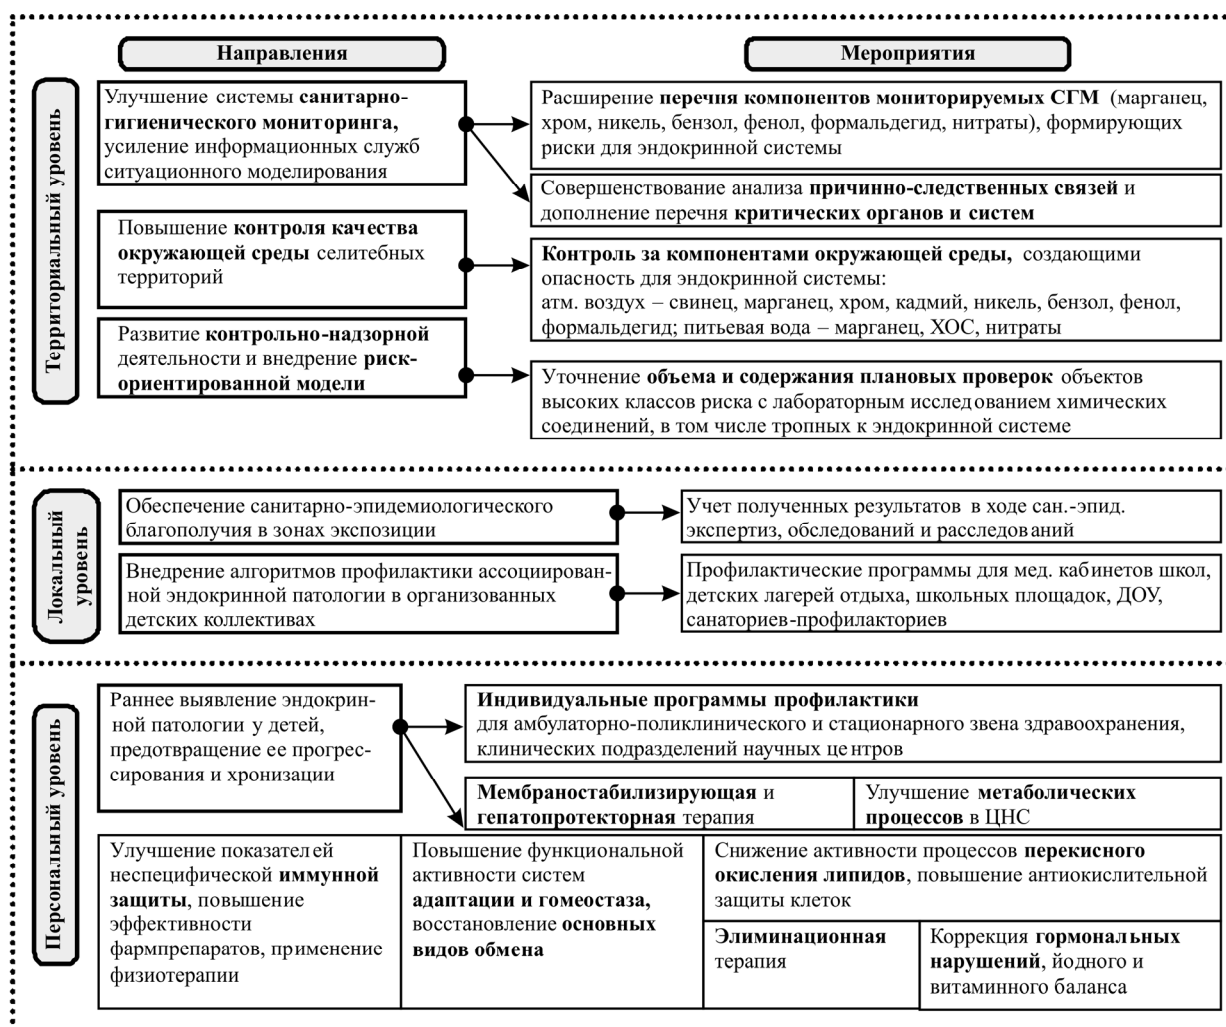 Направления
Мероприятия
Территориальный уровень
Улучшение системы санитарно-
гигиенического мониторинга,
усиление информационных служб
ситуационного моделирования
Расширение перечня компонентов мониторируемых СГМ (марганец,
хром, никель, бензол, фенол, формальдегид, нитраты), формирующих
риски для эндокринной системы
Совершенствование анализа причинно-следственных связей и
дополнение перечня критических органов и систем
Повышение контроля качества
окружающей среды селитебных
территорий
Контроль за компонентами окружающей среды, создающими
опасность для эндокринной системы:
атм. воздух – свинец, марганец, хром, кадмий, никель, бензол, фенол,
формальдегид; питьевая вода – марганец, ХОС, нитраты
Развитие контрольно-надзорной
деятельности и внедрение риск-
ориентированной модели
Уточнение объема и содержания плановых проверок объектов
высоких классов риска с лабораторным исследованием химических
соединений, в том числе тропных к эндокринной системе
Локальный
уровень
Обеспечение санитарно-эпидемиологического
благополучия в зонах экспозиции
Учет полученных результатов в ходе сан.-эпид.
экспертиз, обследований и расследований
Внедрение алгоритмов профилактики ассоциирован-
ной эндокринной патологии в организованных
детских коллективах
Профилактические программы для мед. кабинетов школ,
детских лагерей отдыха, школьных площадок, ДОУ,
санаториев-профилакториев
Персональный уровень
Раннее выявление эндокрин-
ной патологии у детей,
предотвращение ее прогрес-
сирования и хронизации
Индивидуальные программы профилактики
для амбулаторно-поликлинического и стационарного звена здравоохранения,
клинических подразделений научных центров
Мембраностабилизирующая и
гепатопротекторная терапия
Улучшение метаболических
процессов в ЦНС
Улучшение показателей
неспецифической иммунной
защиты, повышение
эффективности
фармпрепаратов, применение
физиотерапии
Повышение функциональной
активности систем
адаптации и гомеостаза,
восстановление основных
видов обмена
Снижение активности процессов перекисного
окисления липидов, повышение антиокислительной
защиты клеток
Элиминационная
терапия
Коррекция гормональных
нарушений, йодного и
витаминного баланса